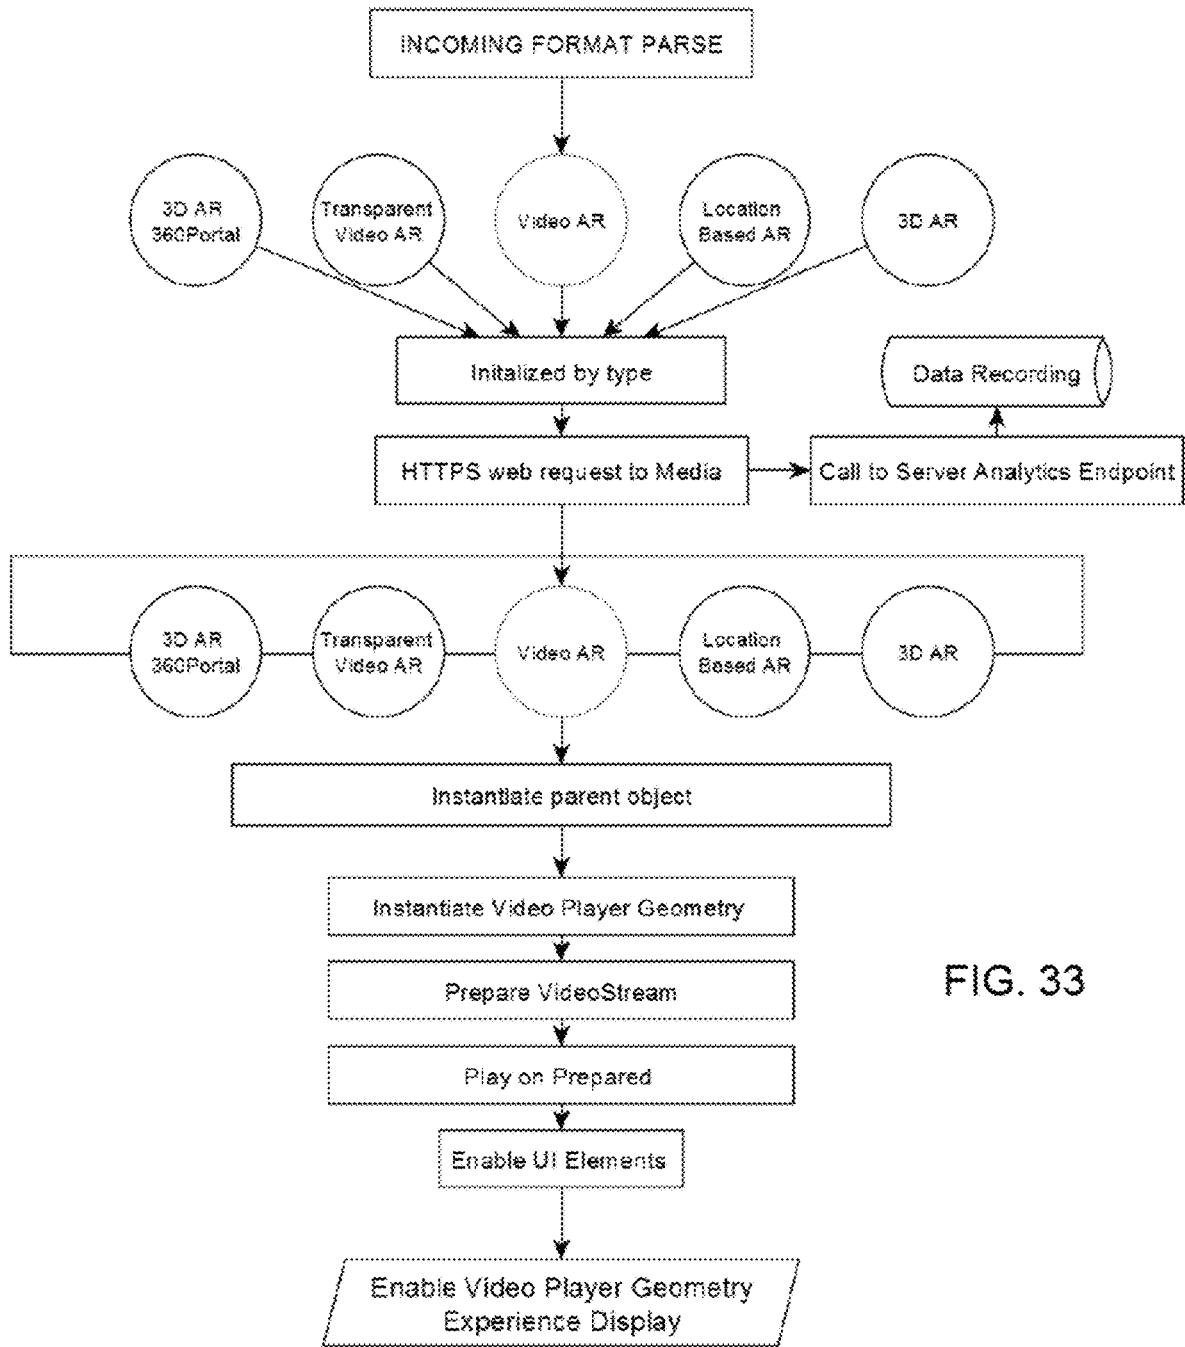 INCOMING FORMAT PARSE
3D AR
360Portal
Transparent
Video AR
Video AR
Location
Based AR
3D AR
Initalized by type
Data Recording
HTTPS web request to Media
Call to Server Analytics Endpoint
3D AR
360Portal
Transparent
Video AR
Video AR
Location
Based AR
3D AR
Instantiate parent object
Instantiate Video Player Geometry
Prepare VideoStream
FIG. 33
Play on Prepared
Enable UI Elements
Enable Video Player Geometry
Experience Display